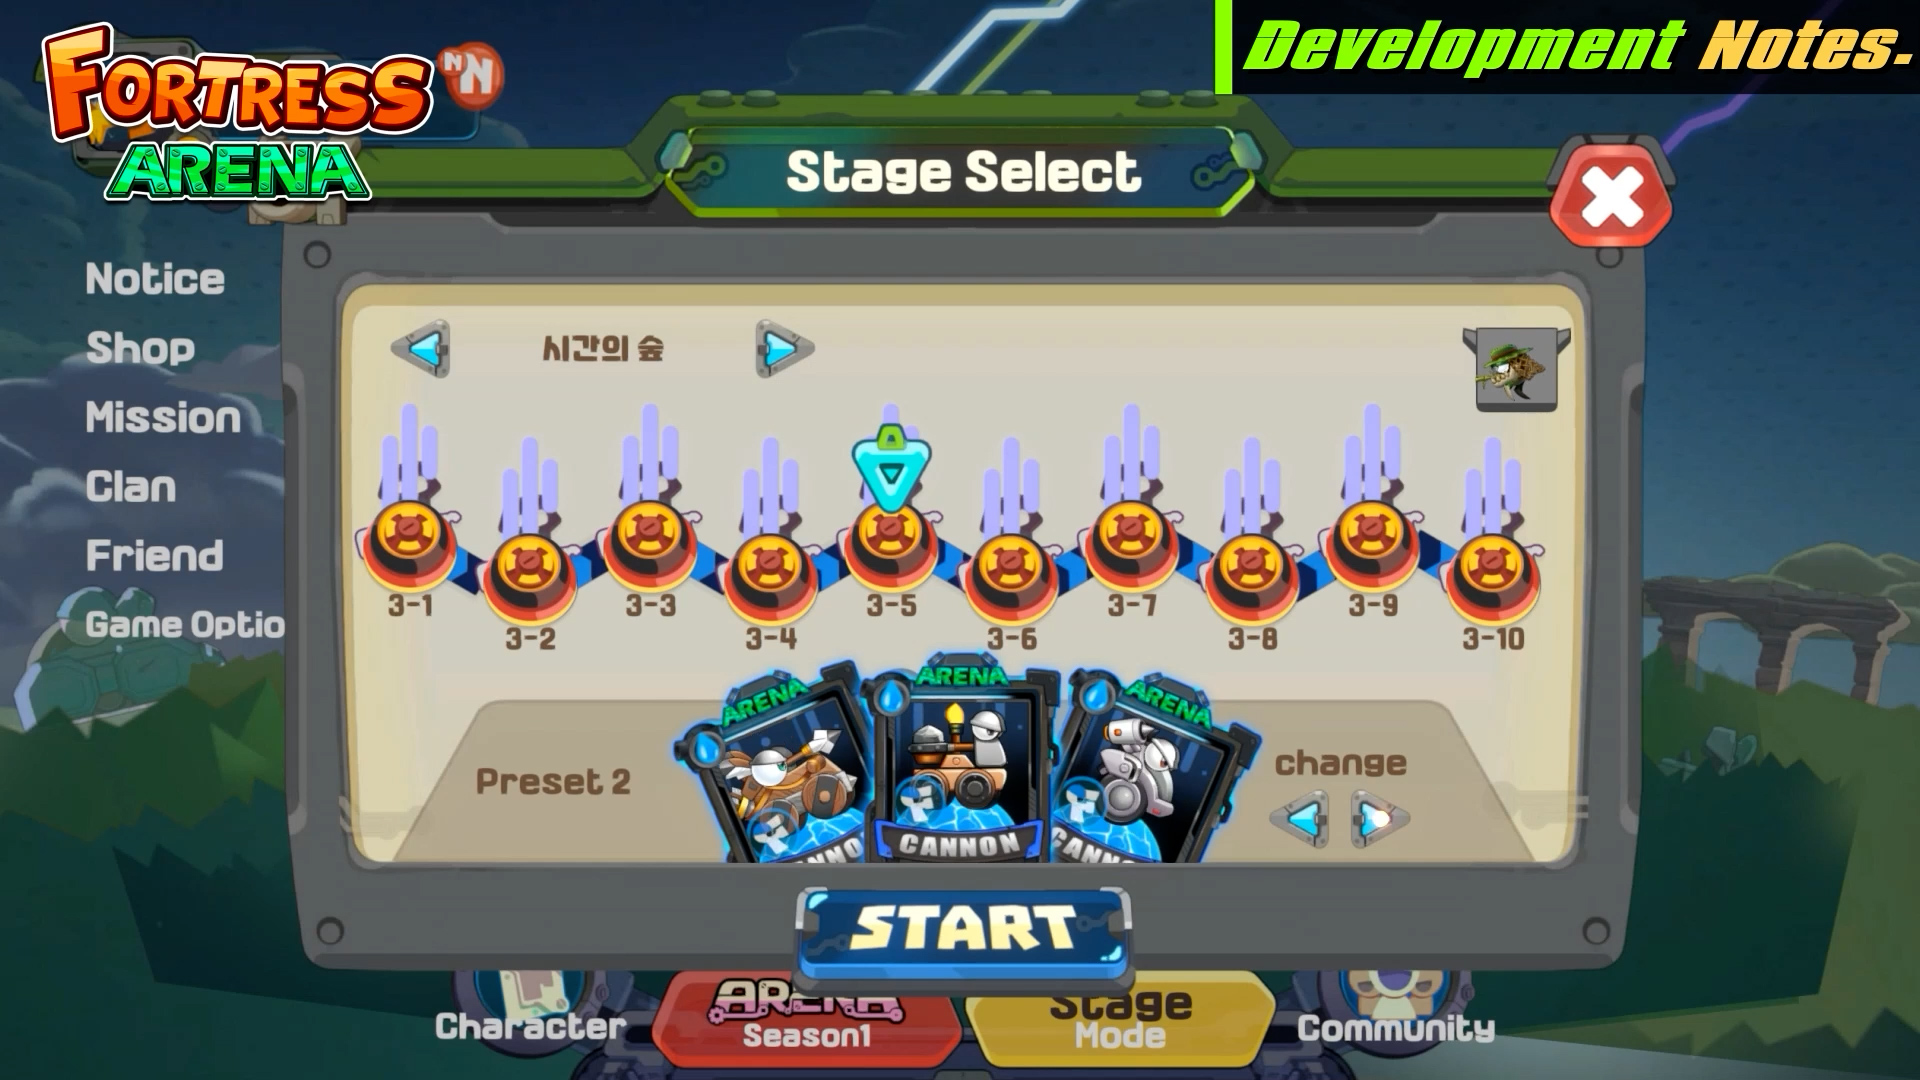 FORTRESS
ARENA
NN
Development Notes.
Stage Select
Notice
Shop
Mission
Clan
Friend
Game Optio
시간의 숲
3-1
3-2
3-3
3-4
3-5
3-6
3-7
3-8
3-9
3-10
Preset 2
ARENA
ARENA
CANNON
ARENA
change
START
Character
ARENA
Season1
Stage
Mode
Community